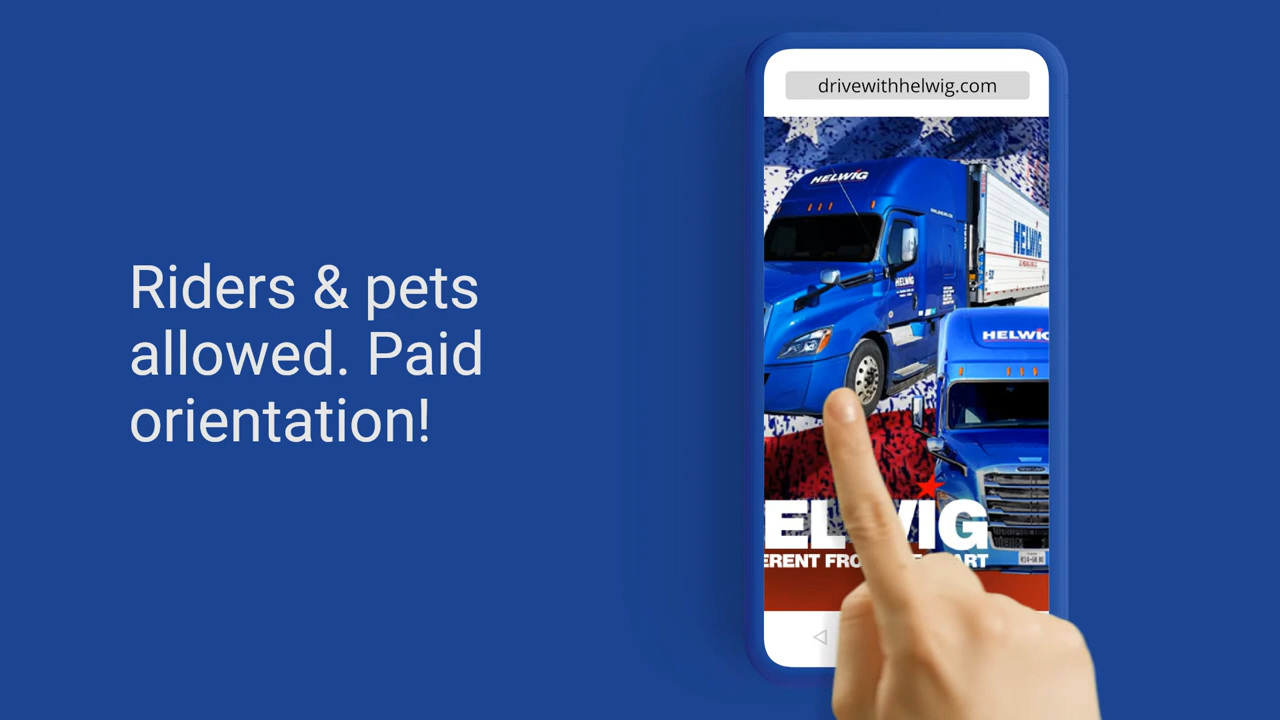 Riders & pets
allowed. Paid
orientation!
drivewithhelwig.com
HELWIG
HELWIG
HELWIG
HELWIG